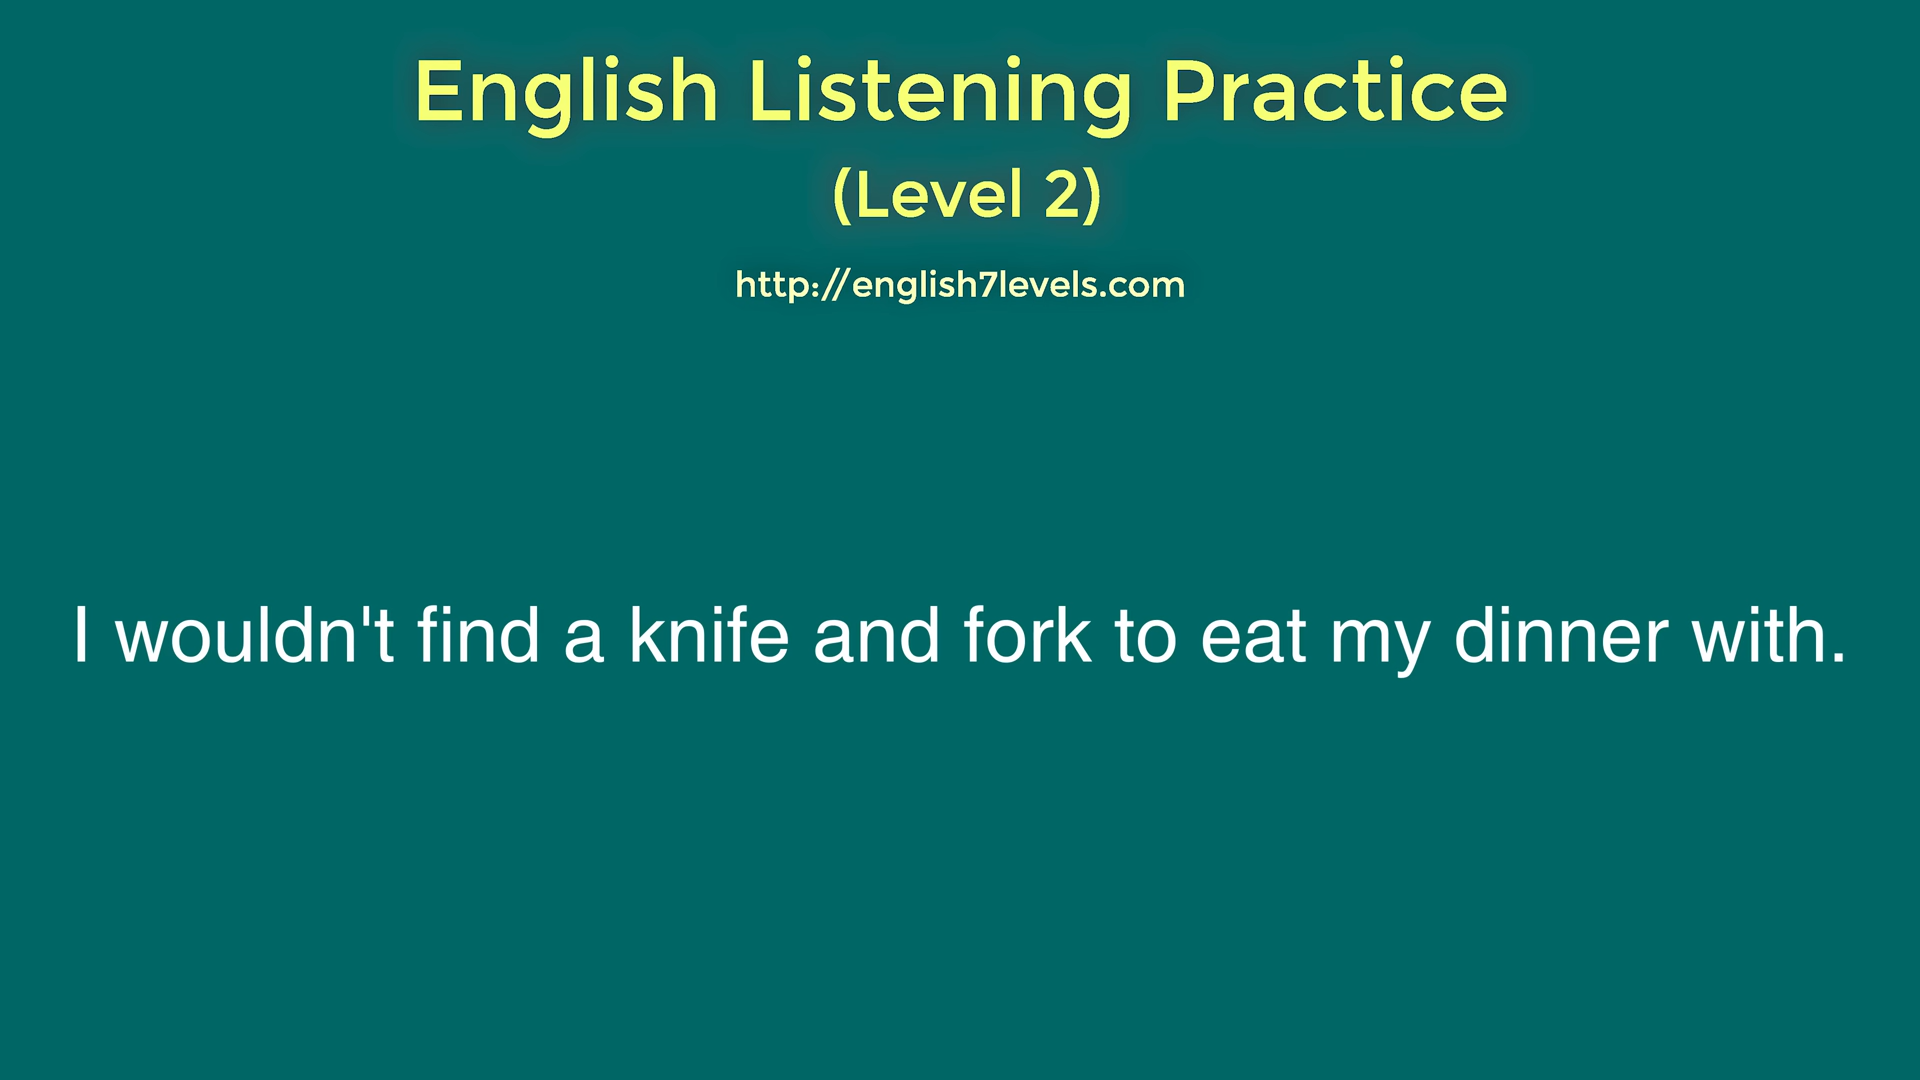 English Listening Practice
(Level 2)
http://english7levels.com
I wouldn't find a knife and fork to eat my dinner with.